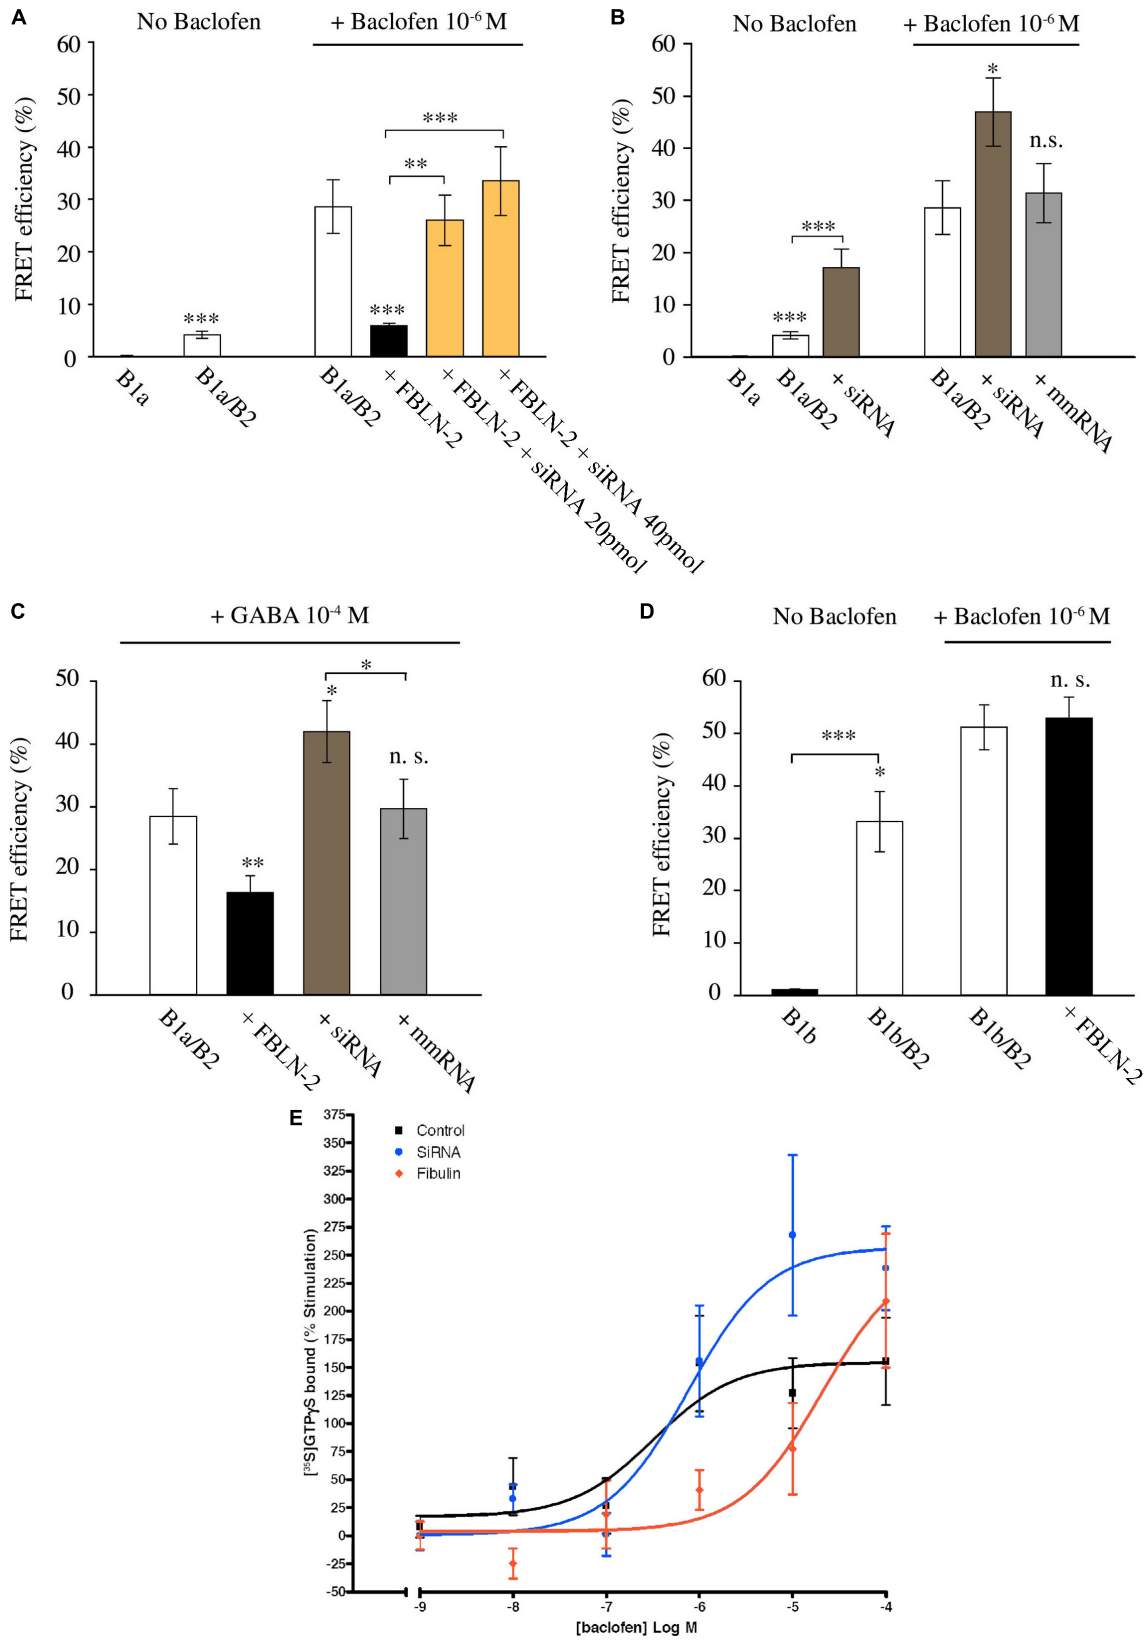 A
No Baclofen
+ Baclofen 10-6 M
FRET efficiency (%)
60
50
40
30
20
10
0
***
***
**
***
B1a
B1a/B2
B1a/B2
+ FBLN-2
+ FBLN-2 + siRNA 20pmol
+ FBLN-2 + siRNA 40pmol
B
No Baclofen
+ Baclofen 10-6 M
FRET efficiency (%)
60
50
40
30
20
10
0
***
***
*
n.s.
B1a
B1a/B2
+ siRNA
B1a/B2
+ siRNA
+ mmRNA
C
+ GABA 10-4 M
FRET efficiency (%)
50
40
30
20
10
0
**
*
*
n. s.
B1a/B2
+ FBLN-2
+ siRNA
+ mmRNA
D
No Baclofen
+ Baclofen 10-6 M
FRET efficiency (%)
60
50
40
30
20
10
0
***
*
n. s.
B1b
B1b/B2
B1b/B2
+ FBLN-2
E
Control
SiRNA
Fibulin
[35S]GTPγS bound (% Stimulation)
375
350
325
300
275
250
225
200
175
150
125
100
75
50
25
0
-25
-50
-9
-8
-7
-6
-5
-4
[baclofen] Log M